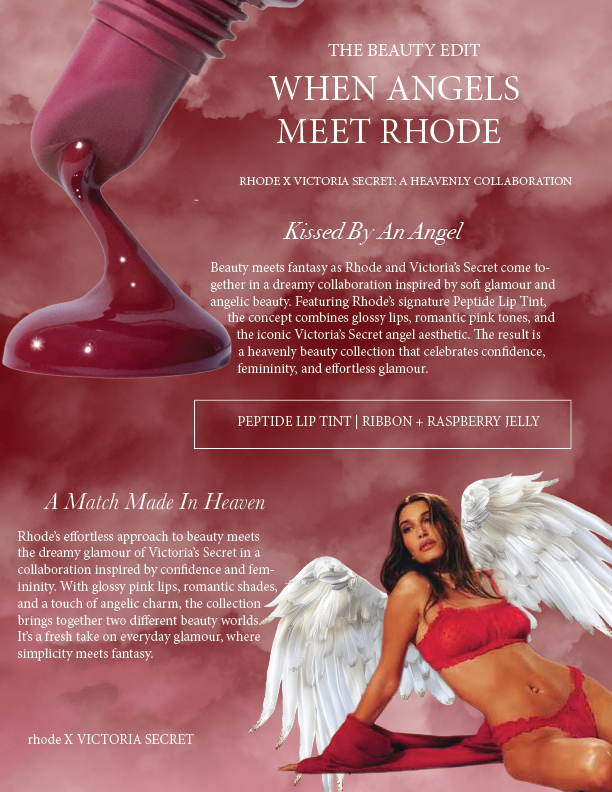 THE BEAUTY EDIT
WHEN ANGELS
MEET RHODE
RHODE X VICTORIA SECRET: A HEAVENLY COLLABORATION
Kissed By An Angel
Beauty meets fantasy as Rhode and Victoria's Secret come to-
gether in a dreamy collaboration inspired by soft glamour and
angelic beauty. Featuring Rhode's signature Peptide Lip Tint,
the concept combines glossy lips, romantic pink tones, and
the iconic Victoria's Secret angel aesthetic. The result is
a heavenly beauty collection that celebrates confidence,
femininity, and effortless glamour.
PEPTIDE LIP TINT | RIBBON + RASPBERRY JELLY
A Match Made In Heaven
Rhode's effortless approach to beauty meets
the dreamy glamour of Victoria's Secret in a
collaboration inspired by confidence and fem-
ininity. With glossy pink lips, romantic shades,
and a touch of angelic charm, the collection
brings together two different beauty worlds.
It's a fresh take on everyday glamour, where
simplicity meets fantasy.
rhode X VICTORIA SECRET